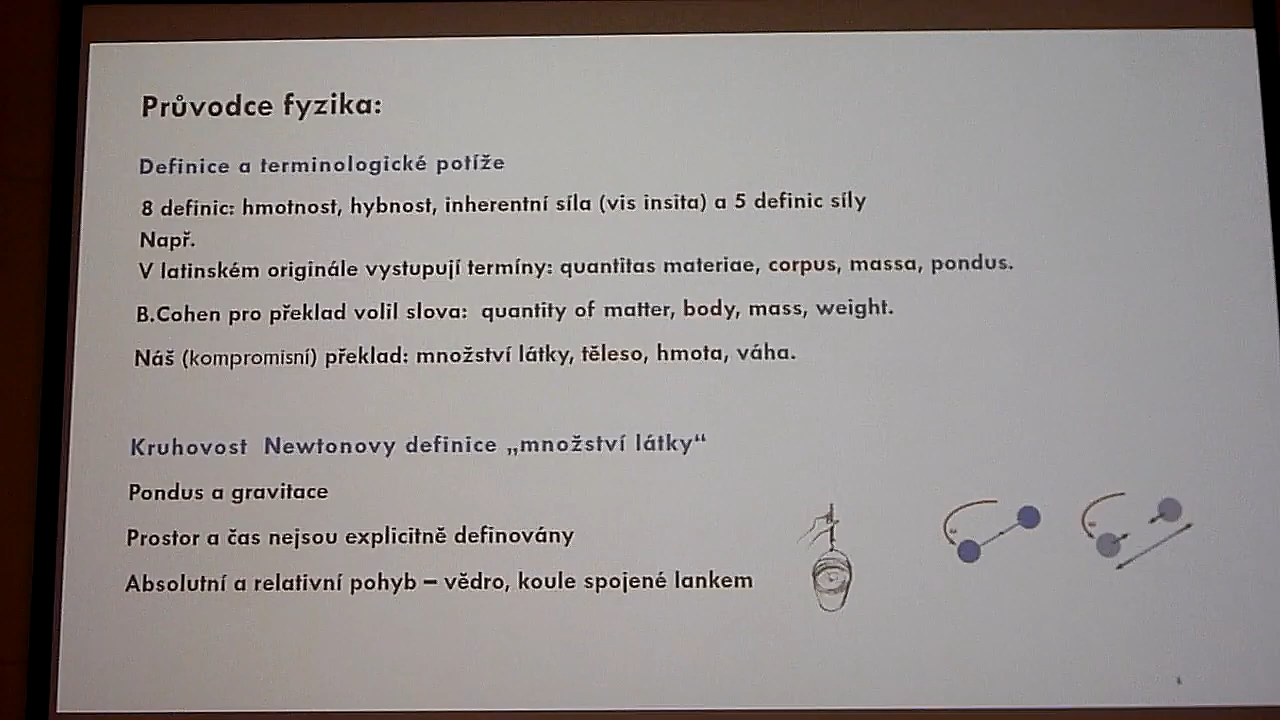 Průvodce fyzika:
Definice a terminologické potíže
8 definic: hmotnost, hybnost, inherentní síla (vis insita) a 5 definic síly
Např.
V latinském originále vystupují termíny: quantitas materiae, corpus, massa, pondus.
B.Cohen pro překlad volil slova: quantity of matter, body, mass, weight.
Náš (kompromisní) překlad: množství látky, těleso, hmota, váha.
Kruhovost Newtonovy definice „množství látky“
Pondus a gravitace
Prostor a čas nejsou explicitně definovány
Absolutní a relativní pohyb – vědro, koule spojené lankem